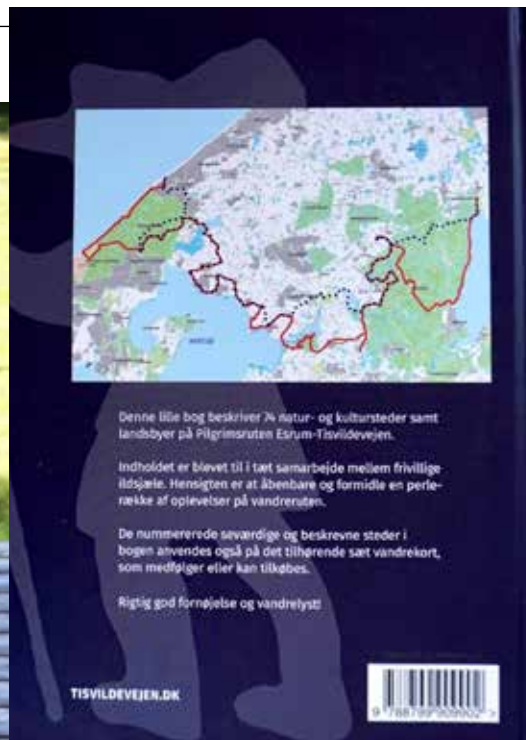 Denne lille bog beskriver 74 natur- og kultursteder samt
landsbyer på Pilgrimsruten Esrum-Tisvildevejen.
Indholdet er blevet til i tæt samarbejde mellem frivillige
ildsjæle. Hensigten er at åbenbare og formidle en perle-
række af oplevelser på vandreruten.
De nummererede seværdige og beskrevne steder i
bogen anvendes også på det tilhørende sæt vandrekort,
som medfølger eller kan tilkøbes.
Rigtig god fornøjelse og vandrelyst!
TISVILDEVEJEN.DK